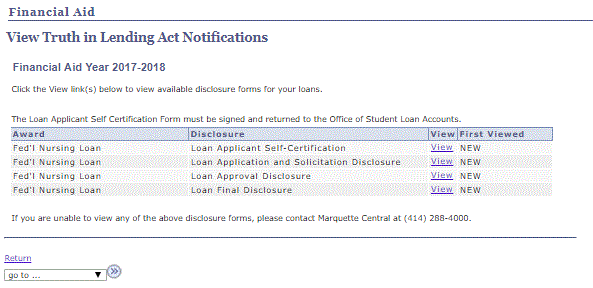 Financial Aid
View Truth in Lending Act Notifications
Financial Aid Year 2017-2018
Click the View link(s) below to view available disclosure forms for your loans.
The Loan Applicant Self Certification Form must be signed and returned to the Office of Student Loan Accounts.
Award Disclosure View First Viewed
Fed'l Nursing Loan Loan Applicant Self-Certification View NEW
Fed'l Nursing Loan Loan Application and Solicitation Disclosure View NEW
Fed'l Nursing Loan Loan Approval Disclosure View NEW
Fed'l Nursing Loan Loan Final Disclosure View NEW
If you are unable to view any of the above disclosure forms, please contact Marquette Central at (414) 288-4000.
Return
go to ...